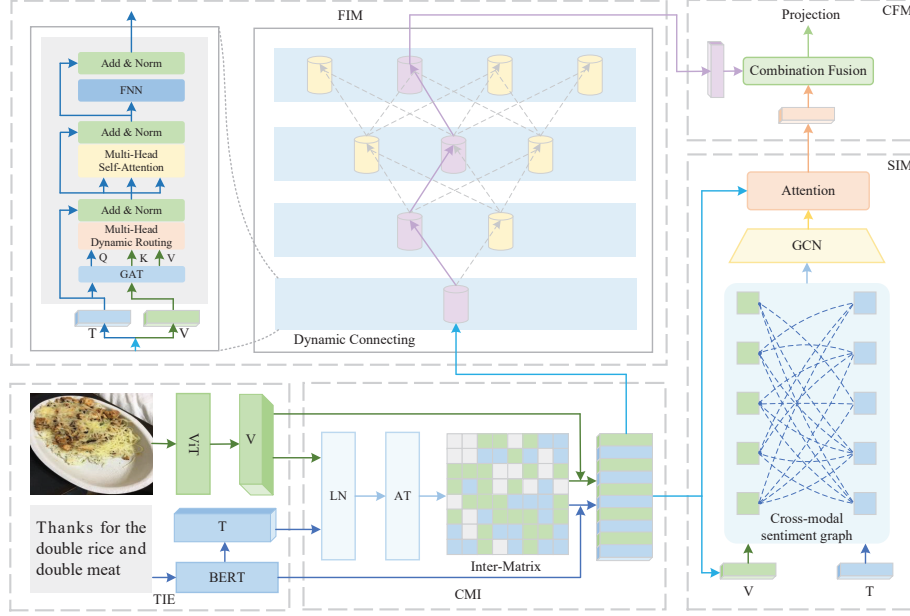 FIM
Add & Norm
FNN
Add & Norm
Multi-Head
Self-Attention
Add & Norm
Multi-Head
Dynamic Routing
Q
K
V
GAT
T
V
Dynamic Connecting
Projection
CFM
Combination Fusion
SIM
Attention
GCN
Cross-modal
sentiment graph
V
T
ViT
V
Thanks for the
double rice and
double meat
T
BERT
TIE
LN
AT
Inter-Matrix
CMI